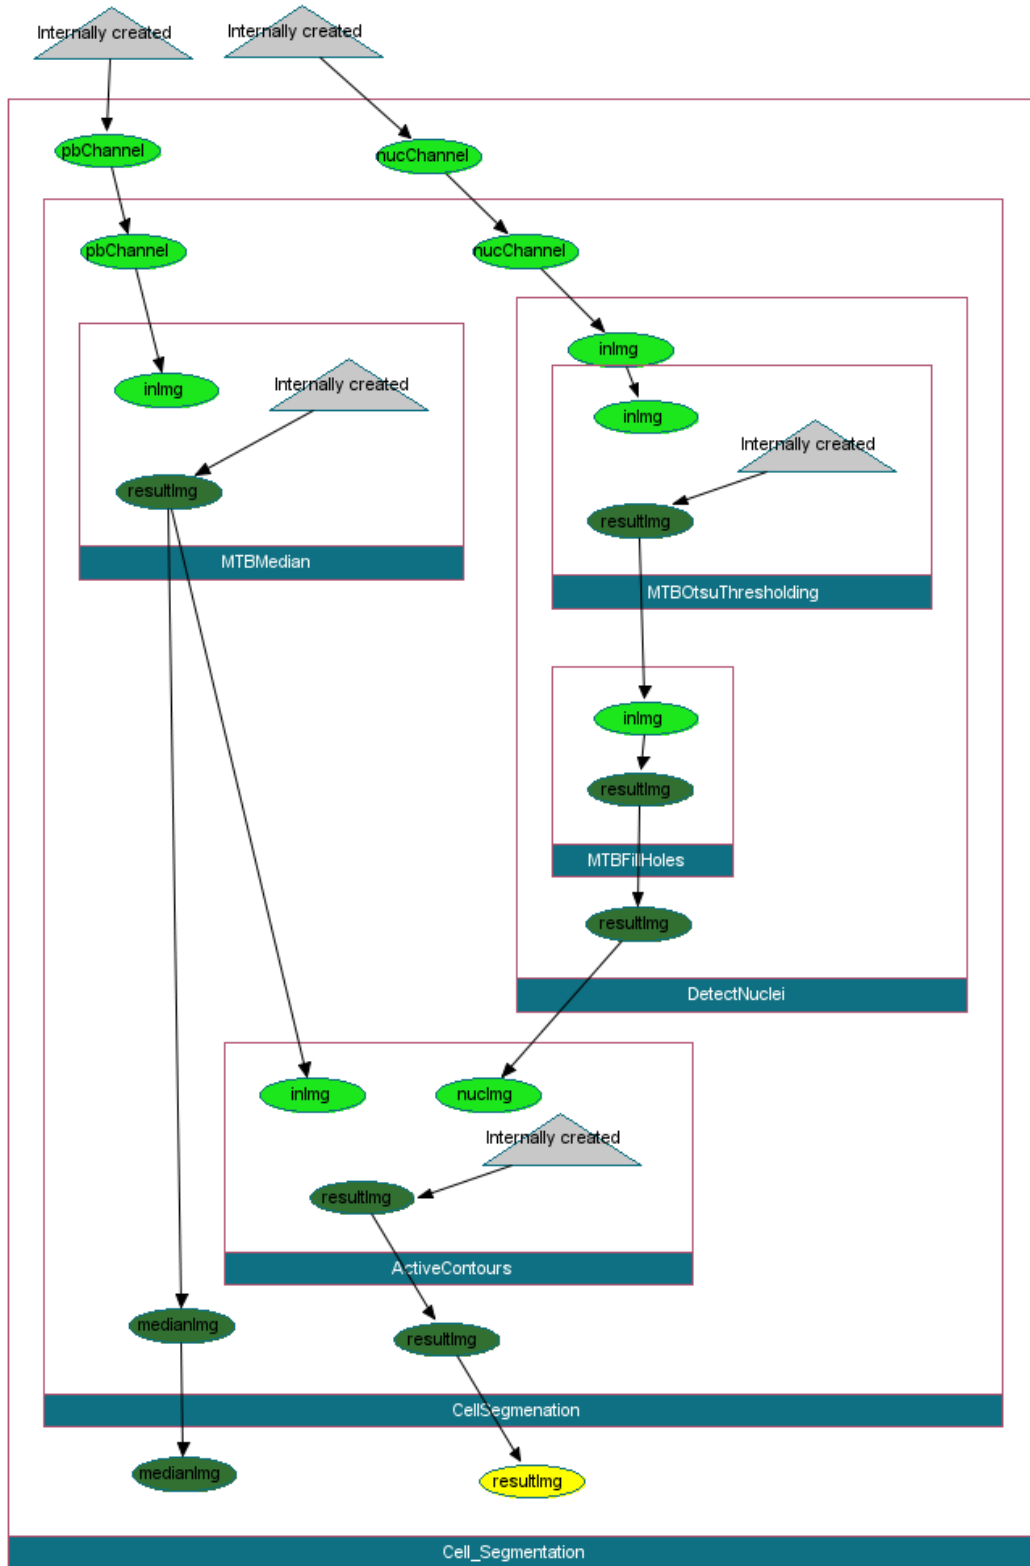 Internally created
Internally created
pbChannel
nucChannel
pbChannel
nucChannel
inImg
inImg
Internally created
inImg
Internally created
resultImg
resultImg
MTBMedian
MTBOtsuThresholding
inImg
resultImg
MTBFillHoles
resultImg
DetectNuclei
inImg
nucImg
Internally created
resultImg
ActiveContours
medianImg
resultImg
CellSegmenation
medianImg
resultImg
Cell_Segmentation